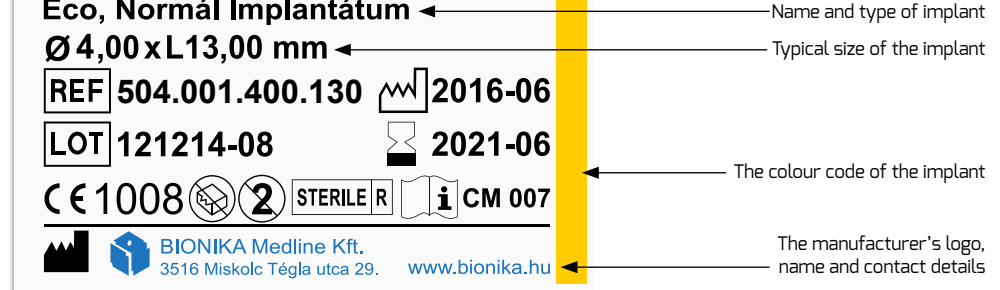 Eco, Normál Implantátum
Name and type of implant
Ø 4,00 x L13,00 mm
Typical size of the implant
REF 504.001.400.130 2016-06
LOT 121214-08 2021-06
The colour code of the implant
CE 1008 2 STERILE R i CM 007
The manufacturer's logo,
name and contact details
BIONIKA Medline Kft.
3516 Miskolc Tégla utca 29. www.bionika.hu